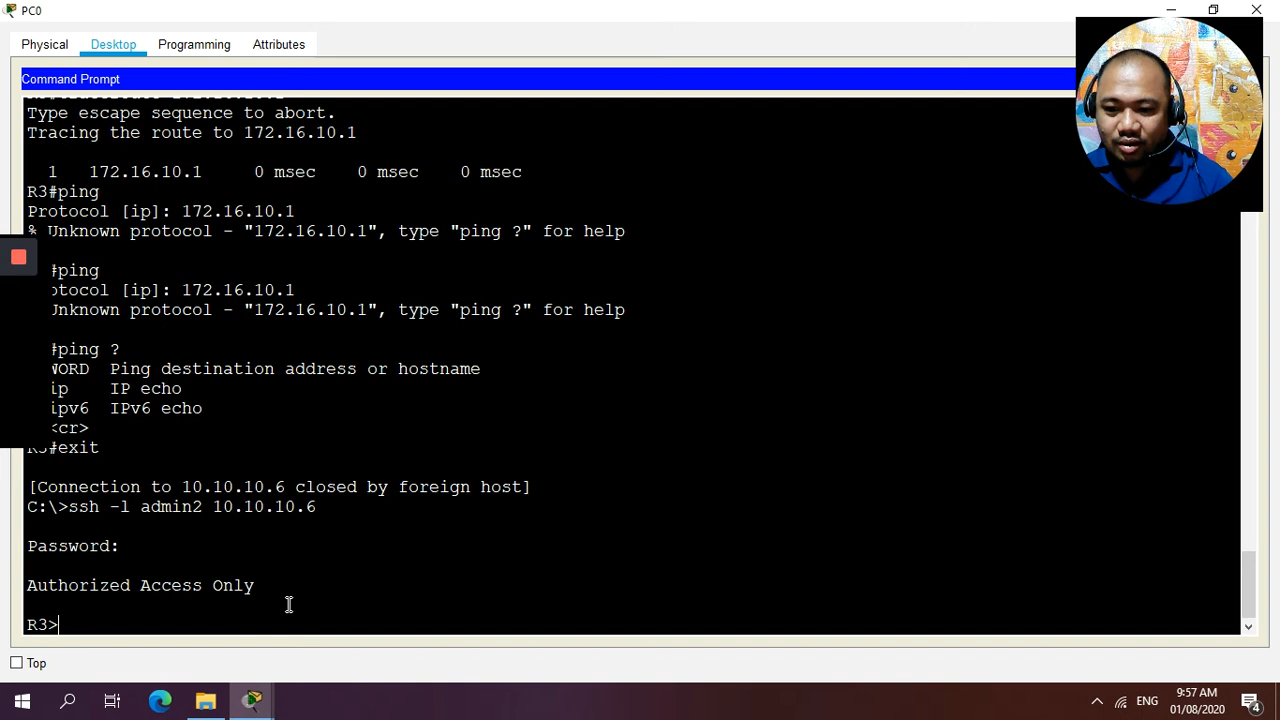 PC0
Physical Desktop Programming Attributes
Command Prompt
Type escape sequence to abort.
Tracing the route to 172.16.10.1
1 172.16.10.1 0 msec 0 msec 0 msec
R3#ping
Protocol [ip]: 172.16.10.1
% Unknown protocol - "172.16.10.1", type "ping ?" for help
#ping
otocol [ip]: 172.16.10.1
Unknown protocol - "172.16.10.1", type "ping ?" for help
#ping ?
WORD Ping destination address or hostname
ip IP echo
ipv6 IPv6 echo
<cr>
R3#exit
[Connection to 10.10.10.6 closed by foreign host]
C:\>ssh -l admin2 10.10.10.6
Password:
Authorized Access Only
R3>
Top
ENG
9:57 AM
01/08/2020
4